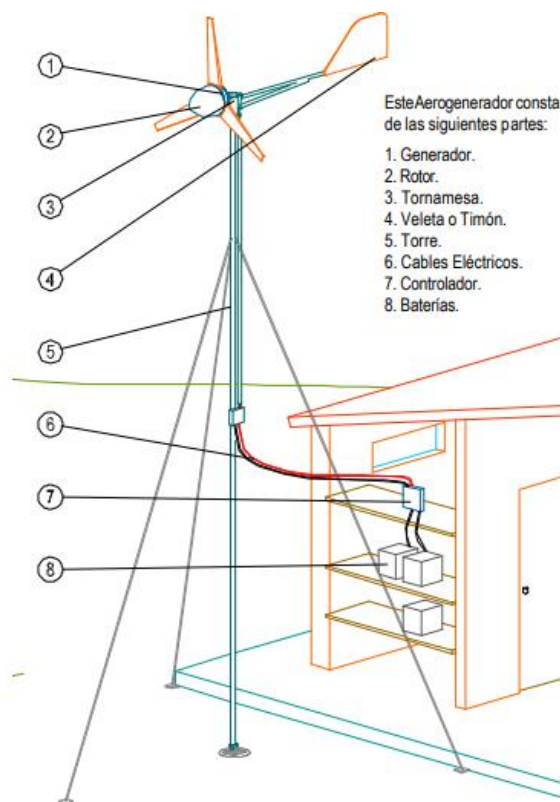 EsteAerogenerador consta
de las siguientes partes:
1. Generador.
2. Rotor.
3. Tornamesa.
4. Veleta o Timón.
5. Torre.
6. Cables Eléctricos.
7. Controlador.
8. Baterías.
1
2
3
4
5
6
7
8